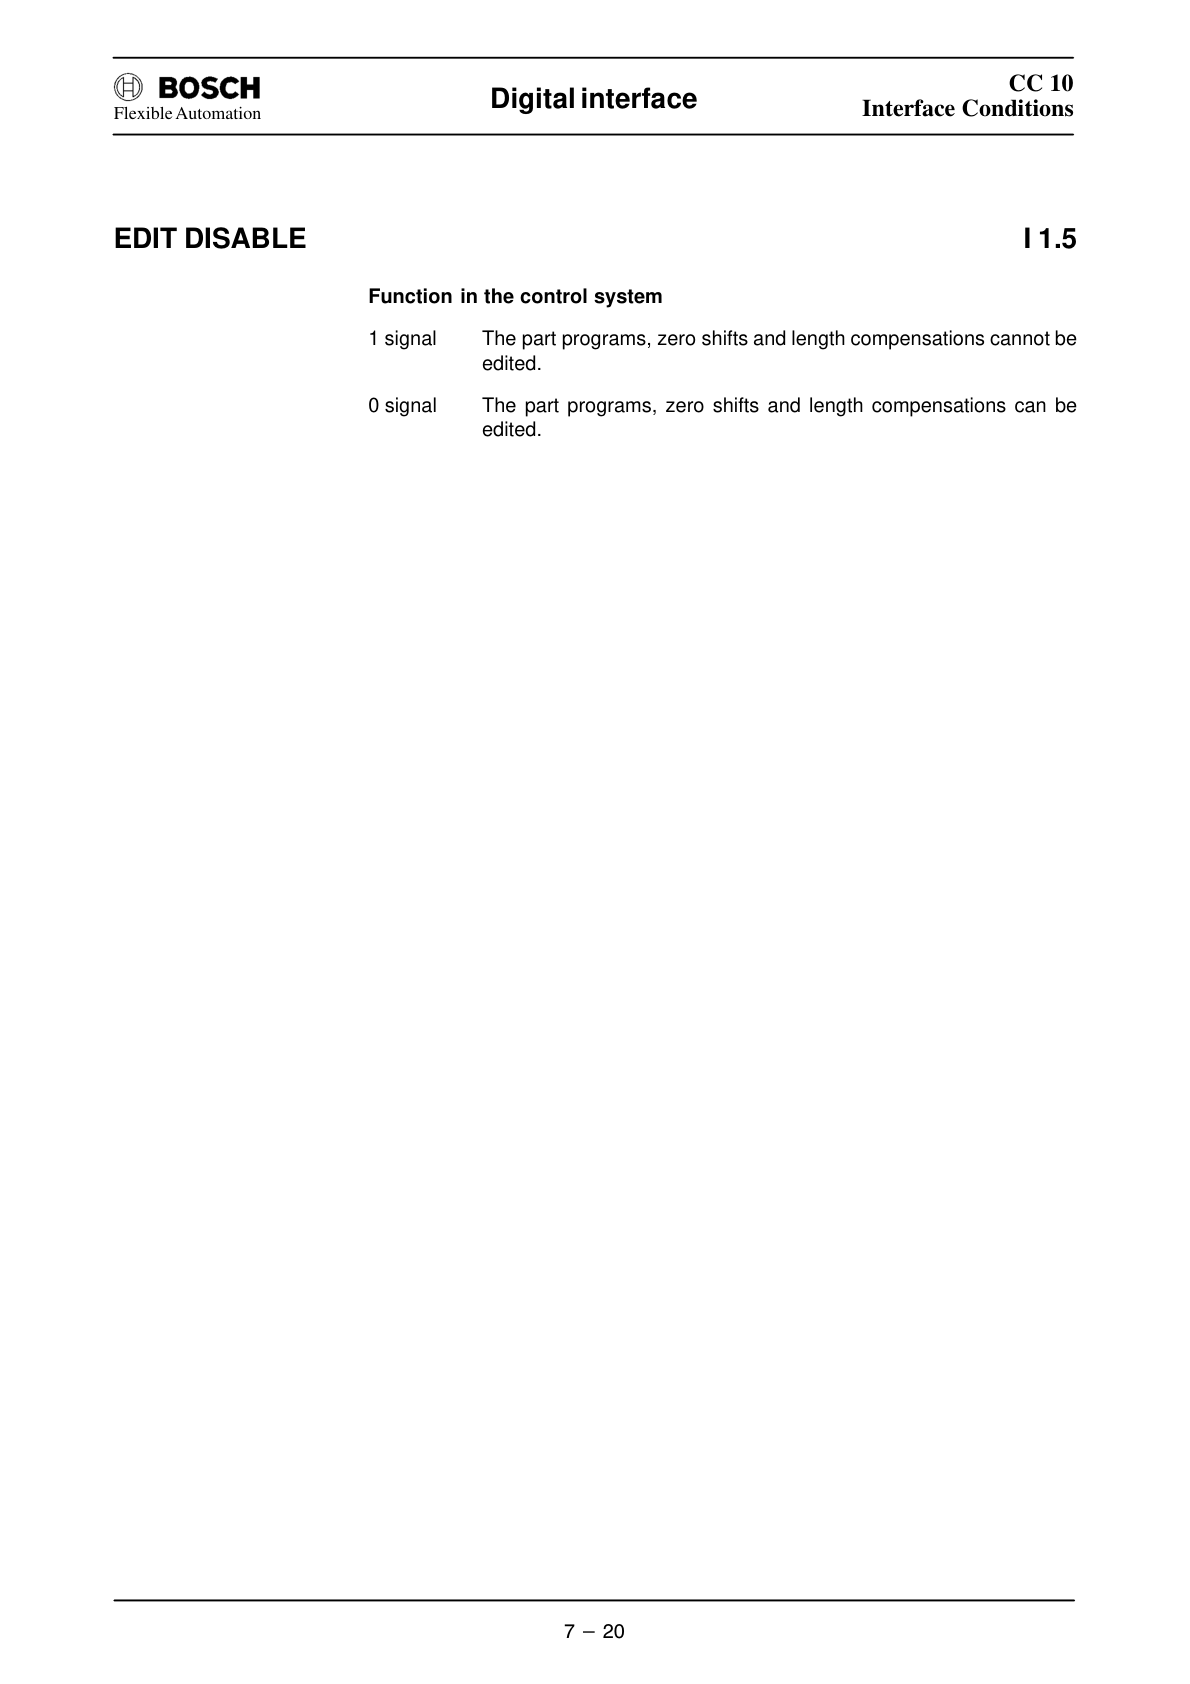 BOSCH
Flexible Automation
Digital interface
CC 10
Interface Conditions
EDIT DISABLE I 1.5
Function in the control system
1 signal The part programs, zero shifts and length compensations cannot be
edited.
0 signal The part programs, zero shifts and length compensations can be
edited.
7 – 20